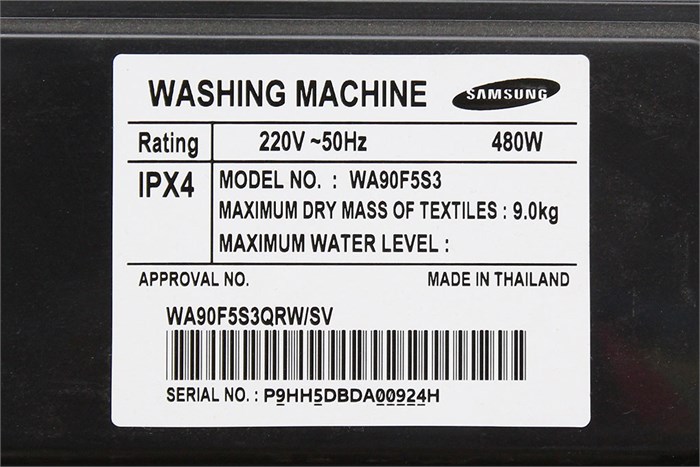 WASHING MACHINE SAMSUNG
Rating 220V ~50Hz 480W
IPX4 MODEL NO. : WA90F5S3
MAXIMUM DRY MASS OF TEXTILES : 9.0kg
MAXIMUM WATER LEVEL :
APPROVAL NO. MADE IN THAILAND
WA90F5S3QRW/SV
SERIAL NO. : P9HH5DBDA00924H